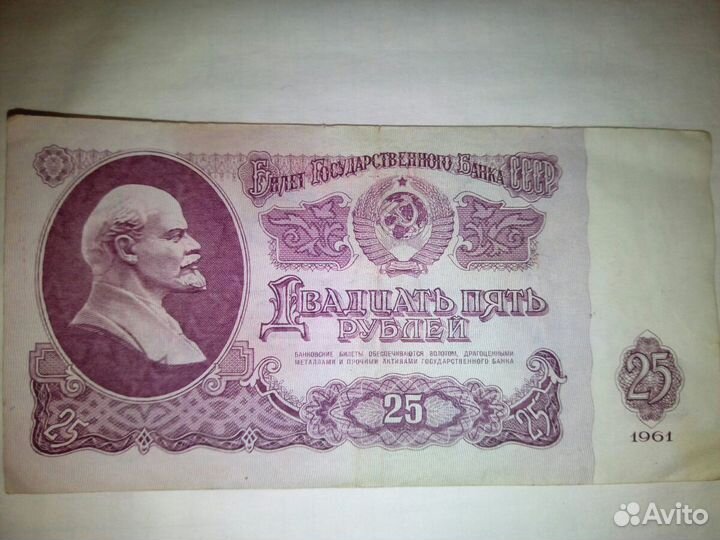 Билет Государственного Банка СССР
Двадцать пять
рублей
БАНКОВСКИЕ БИЛЕТЫ ОБЕСПЕЧИВАЮТСЯ ЗОЛОТОМ, ДРАГОЦЕННЫМИ
МЕТАЛЛАМИ И ПРОЧИМИ АКТИВАМИ ГОСУДАРСТВЕННОГО БАНКА
25
25
25
25
1961
Avito